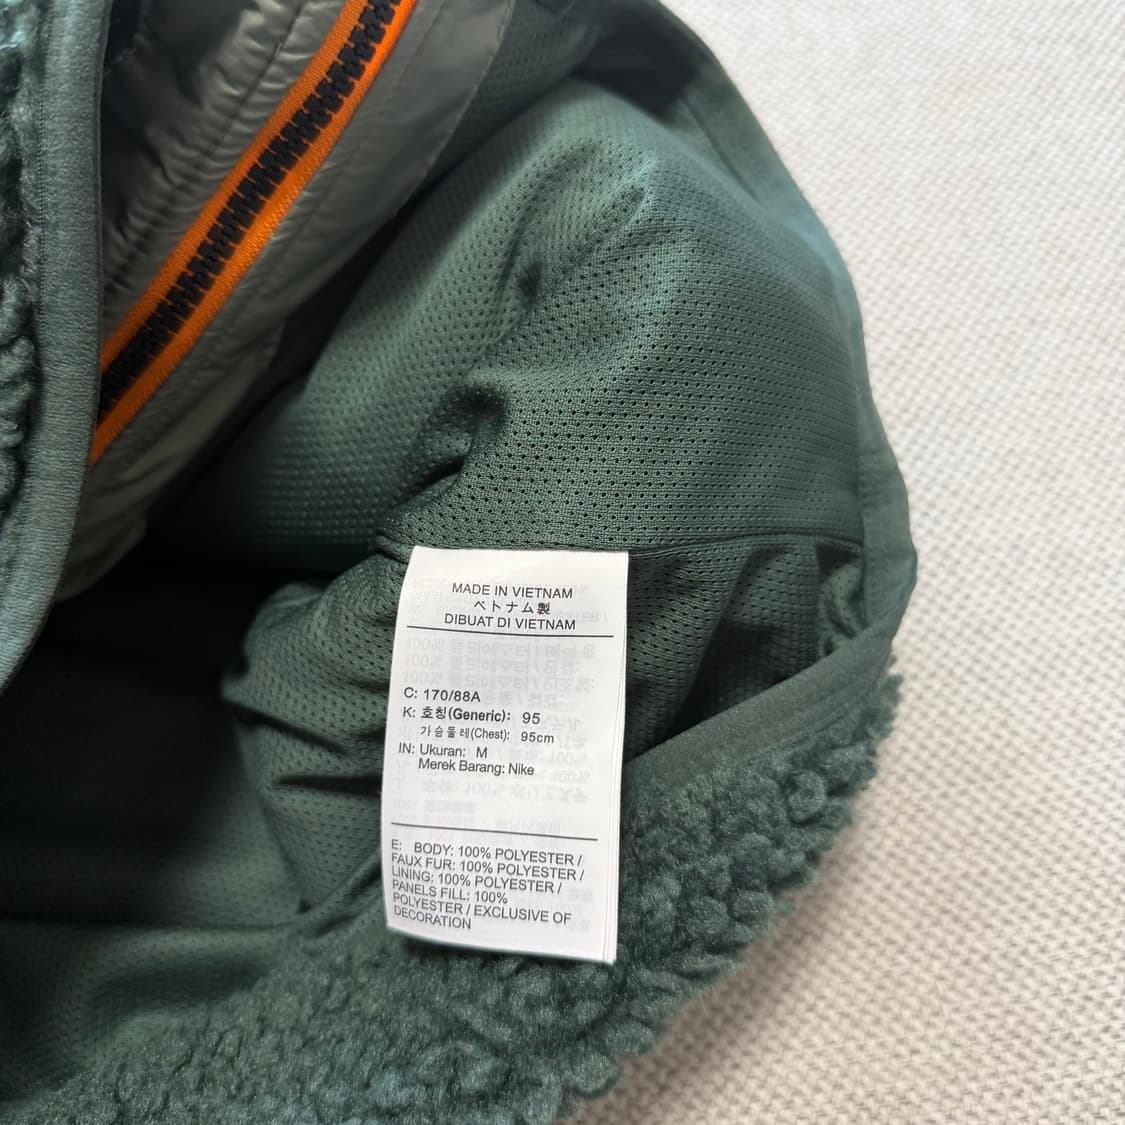 MADE IN VIETNAM
ベトナム製
DIBUAT DI VIETNAM
C: 170/88A
K: 호칭(Generic): 95
가슴둘레(Chest): 95cm
IN: Ukuran: M
Merek Barang: Nike
E: BODY: 100% POLYESTER /
FAUX FUR: 100% POLYESTER /
LINING: 100% POLYESTER /
PANELS FILL: 100%
POLYESTER / EXCLUSIVE OF
DECORATION